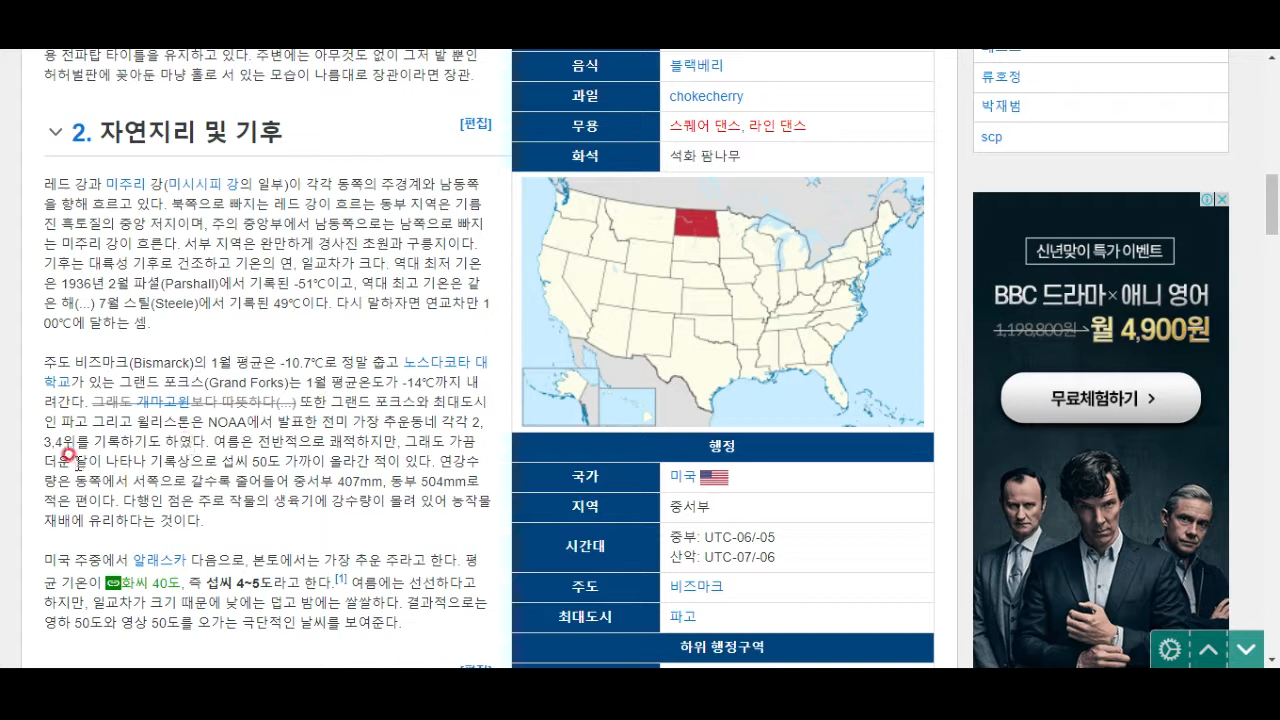 용 전파탑 타이틀을 유지하고 있다. 주변에는 아무것도 없이 그저 밭 뿐인
허허벌판에 꽂아둔 마냥 홀로 서 있는 모습이 나름대로 장관이라면 장관.
2. 자연지리 및 기후
[편집]
레드 강과 미주리 강(미시시피 강의 일부)이 각각 동쪽의 주경계와 남동쪽
을 향해 흐르고 있다. 북쪽으로 빠지는 레드 강이 흐르는 동부 지역은 기름
진 흑토질의 중앙 저지이며, 주의 중앙부에서 남동쪽으로는 남쪽으로 빠지
는 미주리 강이 흐른다. 서부 지역은 완만하게 경사진 초원과 구릉지이다.
기후는 대륙성 기후로 건조하고 기온의 연, 일교차가 크다. 역대 최저 기온
은 1936년 2월 파셜(Parshall)에서 기록된 -51℃이고, 역대 최고 기온은 같
은 해(...) 7월 스틸(Steele)에서 기록된 49℃이다. 다시 말하자면 연교차만 1
00℃에 달하는 셈.
주도 비즈마크(Bismarck)의 1월 평균은 -10.7℃로 정말 춥고 노스다코타 대
학교가 있는 그랜드 포크스(Grand Forks)는 1월 평균온도가 -14℃까지 내
려간다. 그래도 개마고원보다 따뜻하다(...) 또한 그랜드 포크스와 최대도시
인 파고 그리고 윌리스톤은 NOAA에서 발표한 전미 가장 추운동네 각각 2,
3,4위를 기록하기도 하였다. 여름은 전반적으로 쾌적하지만, 그래도 가끔
더운 달이 나타나 기록상으로 섭씨 50도 가까이 올라간 적이 있다. 연강수
량은 동쪽에서 서쪽으로 갈수록 줄어들어 중서부 407mm, 동부 504mm로
적은 편이다. 다행인 점은 주로 작물의 생육기에 강수량이 몰려 있어 농작물
재배에 유리하다는 것이다.
미국 주중에서 알래스카 다음으로, 본토에서는 가장 추운 주라고 한다. 평
균 기온이 화씨 40도, 즉 섭씨 4~5도라고 한다.[1] 여름에는 선선하다고
하지만, 일교차가 크기 때문에 낮에는 덥고 밤에는 쌀쌀하다. 결과적으로는
영하 50도와 영상 50도를 오가는 극단적인 날씨를 보여준다.
음식 블랙베리
과일 chokecherry
무용 스퀘어 댄스, 라인 댄스
화석 석화 팜나무
행정
국가 미국
지역 중서부
시간대 중부: UTC-06/-05
산악: UTC-07/-06
주도 비즈마크
최대도시 파고
하위 행정구역
류호정
박재범
scp
신년맞이 특가 이벤트
BBC 드라마×애니 영어
1,198,800원→월 4,900원
무료체험하기 >